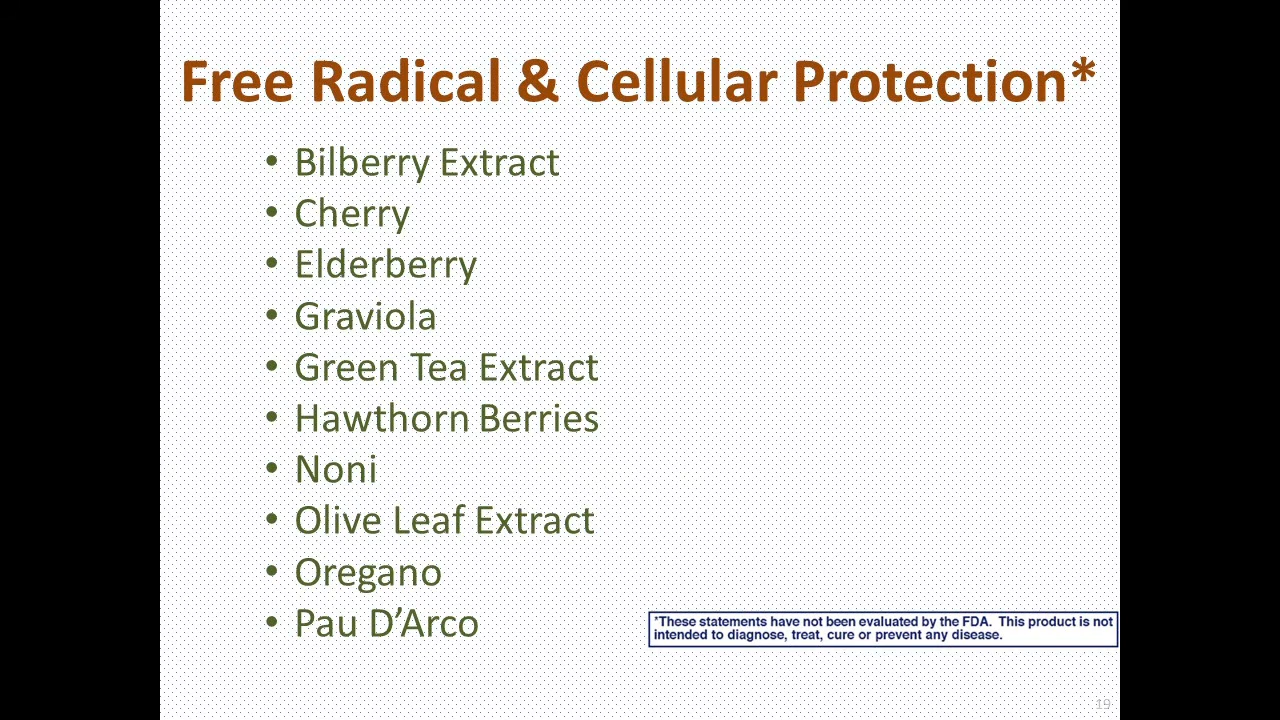 Free Radical & Cellular Protection*
• Bilberry Extract
• Cherry
• Elderberry
• Graviola
• Green Tea Extract
• Hawthorn Berries
• Noni
• Olive Leaf Extract
• Oregano
• Pau D’Arco
*These statements have not been evaluated by the FDA. This product is not
intended to diagnose, treat, cure or prevent any disease.
19